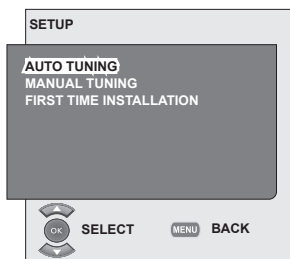 SETUP
AUTO TUNING
MANUAL TUNING
FIRST TIME INSTALLATION
OK SELECT MENU BACK